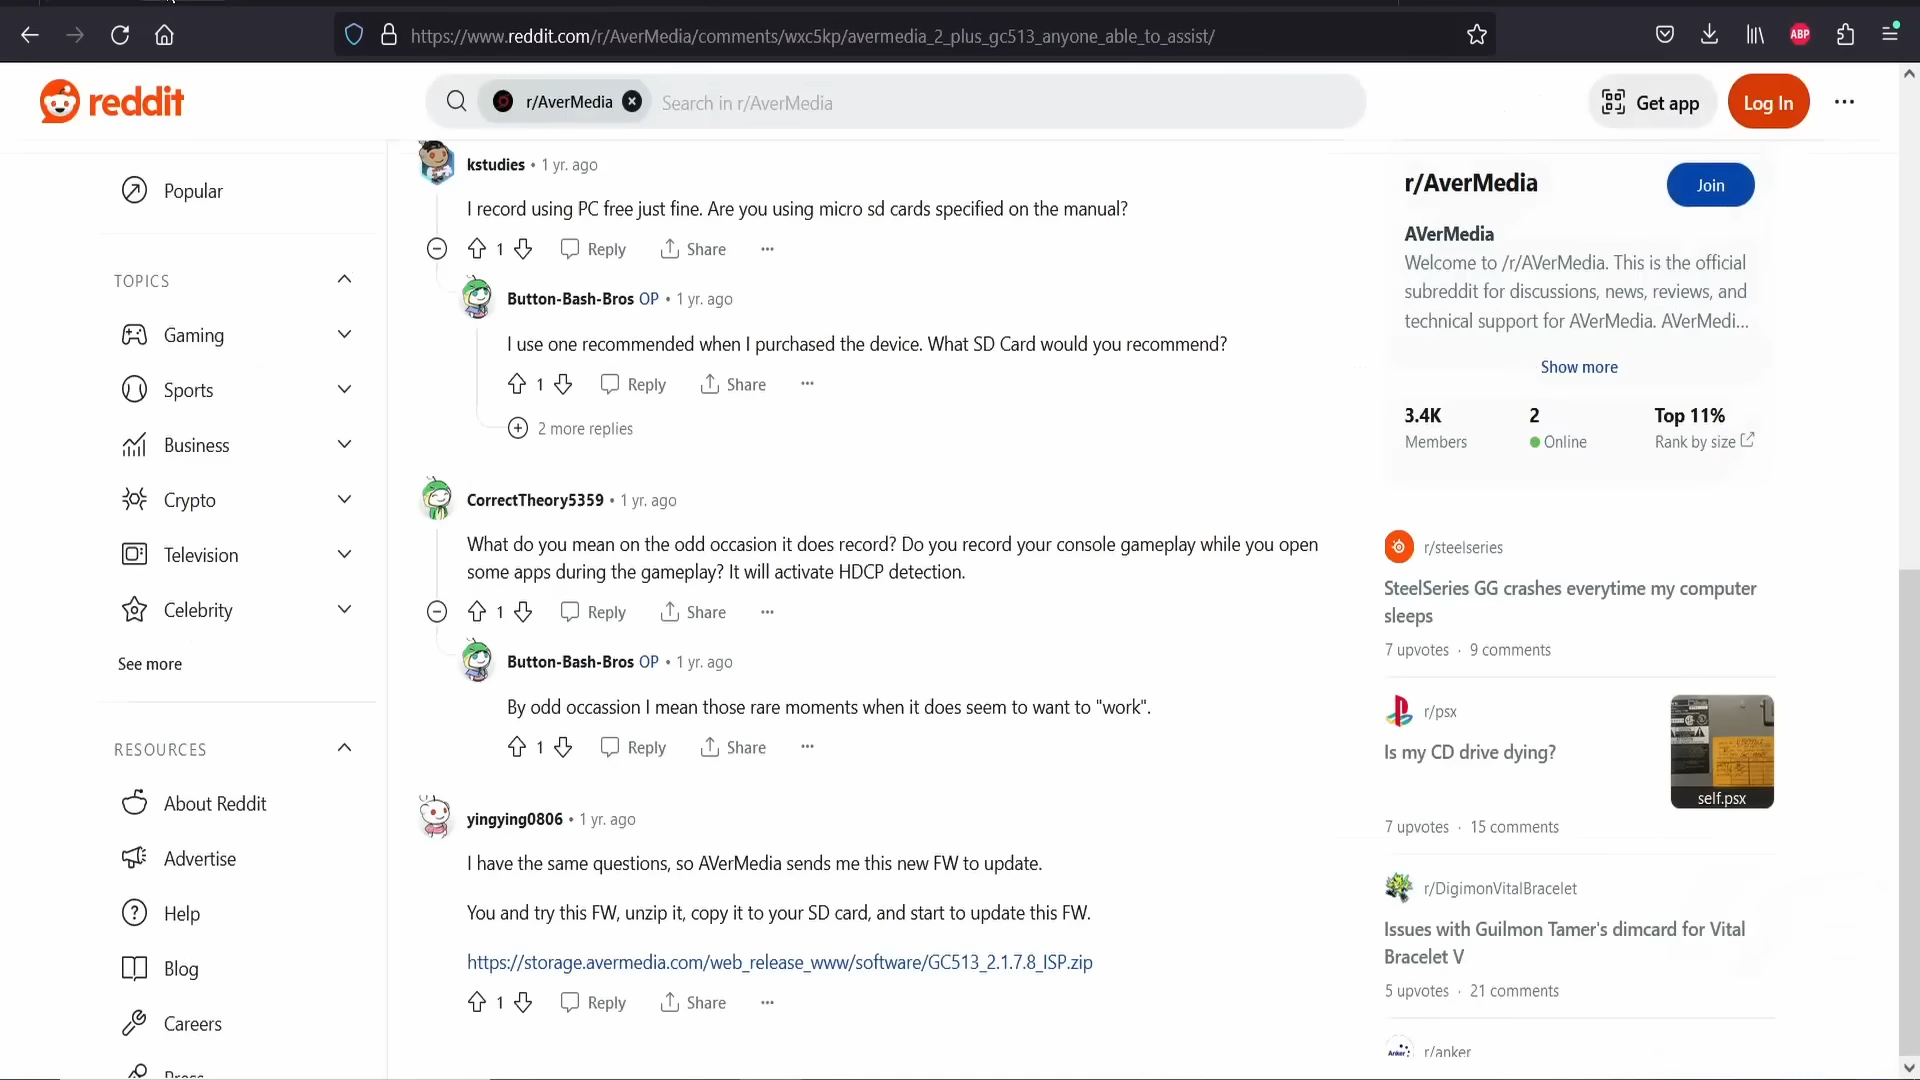 https://www.reddit.com/r/AverMedia/comments/wxc5kp/avermedia_2_plus_gc513_anyone_able_to_assist/
ABP
reddit
r/AverMedia
Search in r/AverMedia
Get app
Log In
Popular
TOPICS
Gaming
Sports
Business
Crypto
Television
Celebrity
See more
RESOURCES
About Reddit
Advertise
Help
Blog
Careers
kstudies • 1 yr. ago
I record using PC free just fine. Are you using micro sd cards specified on the manual?
1 Reply Share
Button-Bash-Bros OP • 1 yr. ago
I use one recommended when I purchased the device. What SD Card would you recommend?
1 Reply Share
2 more replies
CorrectTheory5359 • 1 yr. ago
What do you mean on the odd occasion it does record? Do you record your console gameplay while you open
some apps during the gameplay? It will activate HDCP detection.
1 Reply Share
Button-Bash-Bros OP • 1 yr. ago
By odd occassion I mean those rare moments when it does seem to want to "work".
1 Reply Share
yingying0806 • 1 yr. ago
I have the same questions, so AVerMedia sends me this new FW to update.
You and try this FW, unzip it, copy it to your SD card, and start to update this FW.
https://storage.avermedia.com/web_release_www/software/GC513_2.1.7.8_ISP.zip
1 Reply Share
r/AverMedia
Join
AVerMedia
Welcome to /r/AVerMedia. This is the official
subreddit for discussions, news, reviews, and
technical support for AVerMedia. AVerMedi...
Show more
3.4K 2 Top 11%
Members Online Rank by size
r/steelseries
SteelSeries GG crashes everytime my computer
sleeps
7 upvotes · 9 comments
r/psx
Is my CD drive dying?
self.psx
7 upvotes · 15 comments
r/DigimonVitalBracelet
Issues with Guilmon Tamer's dimcard for Vital
Bracelet V
5 upvotes · 21 comments
Anker
r/anker